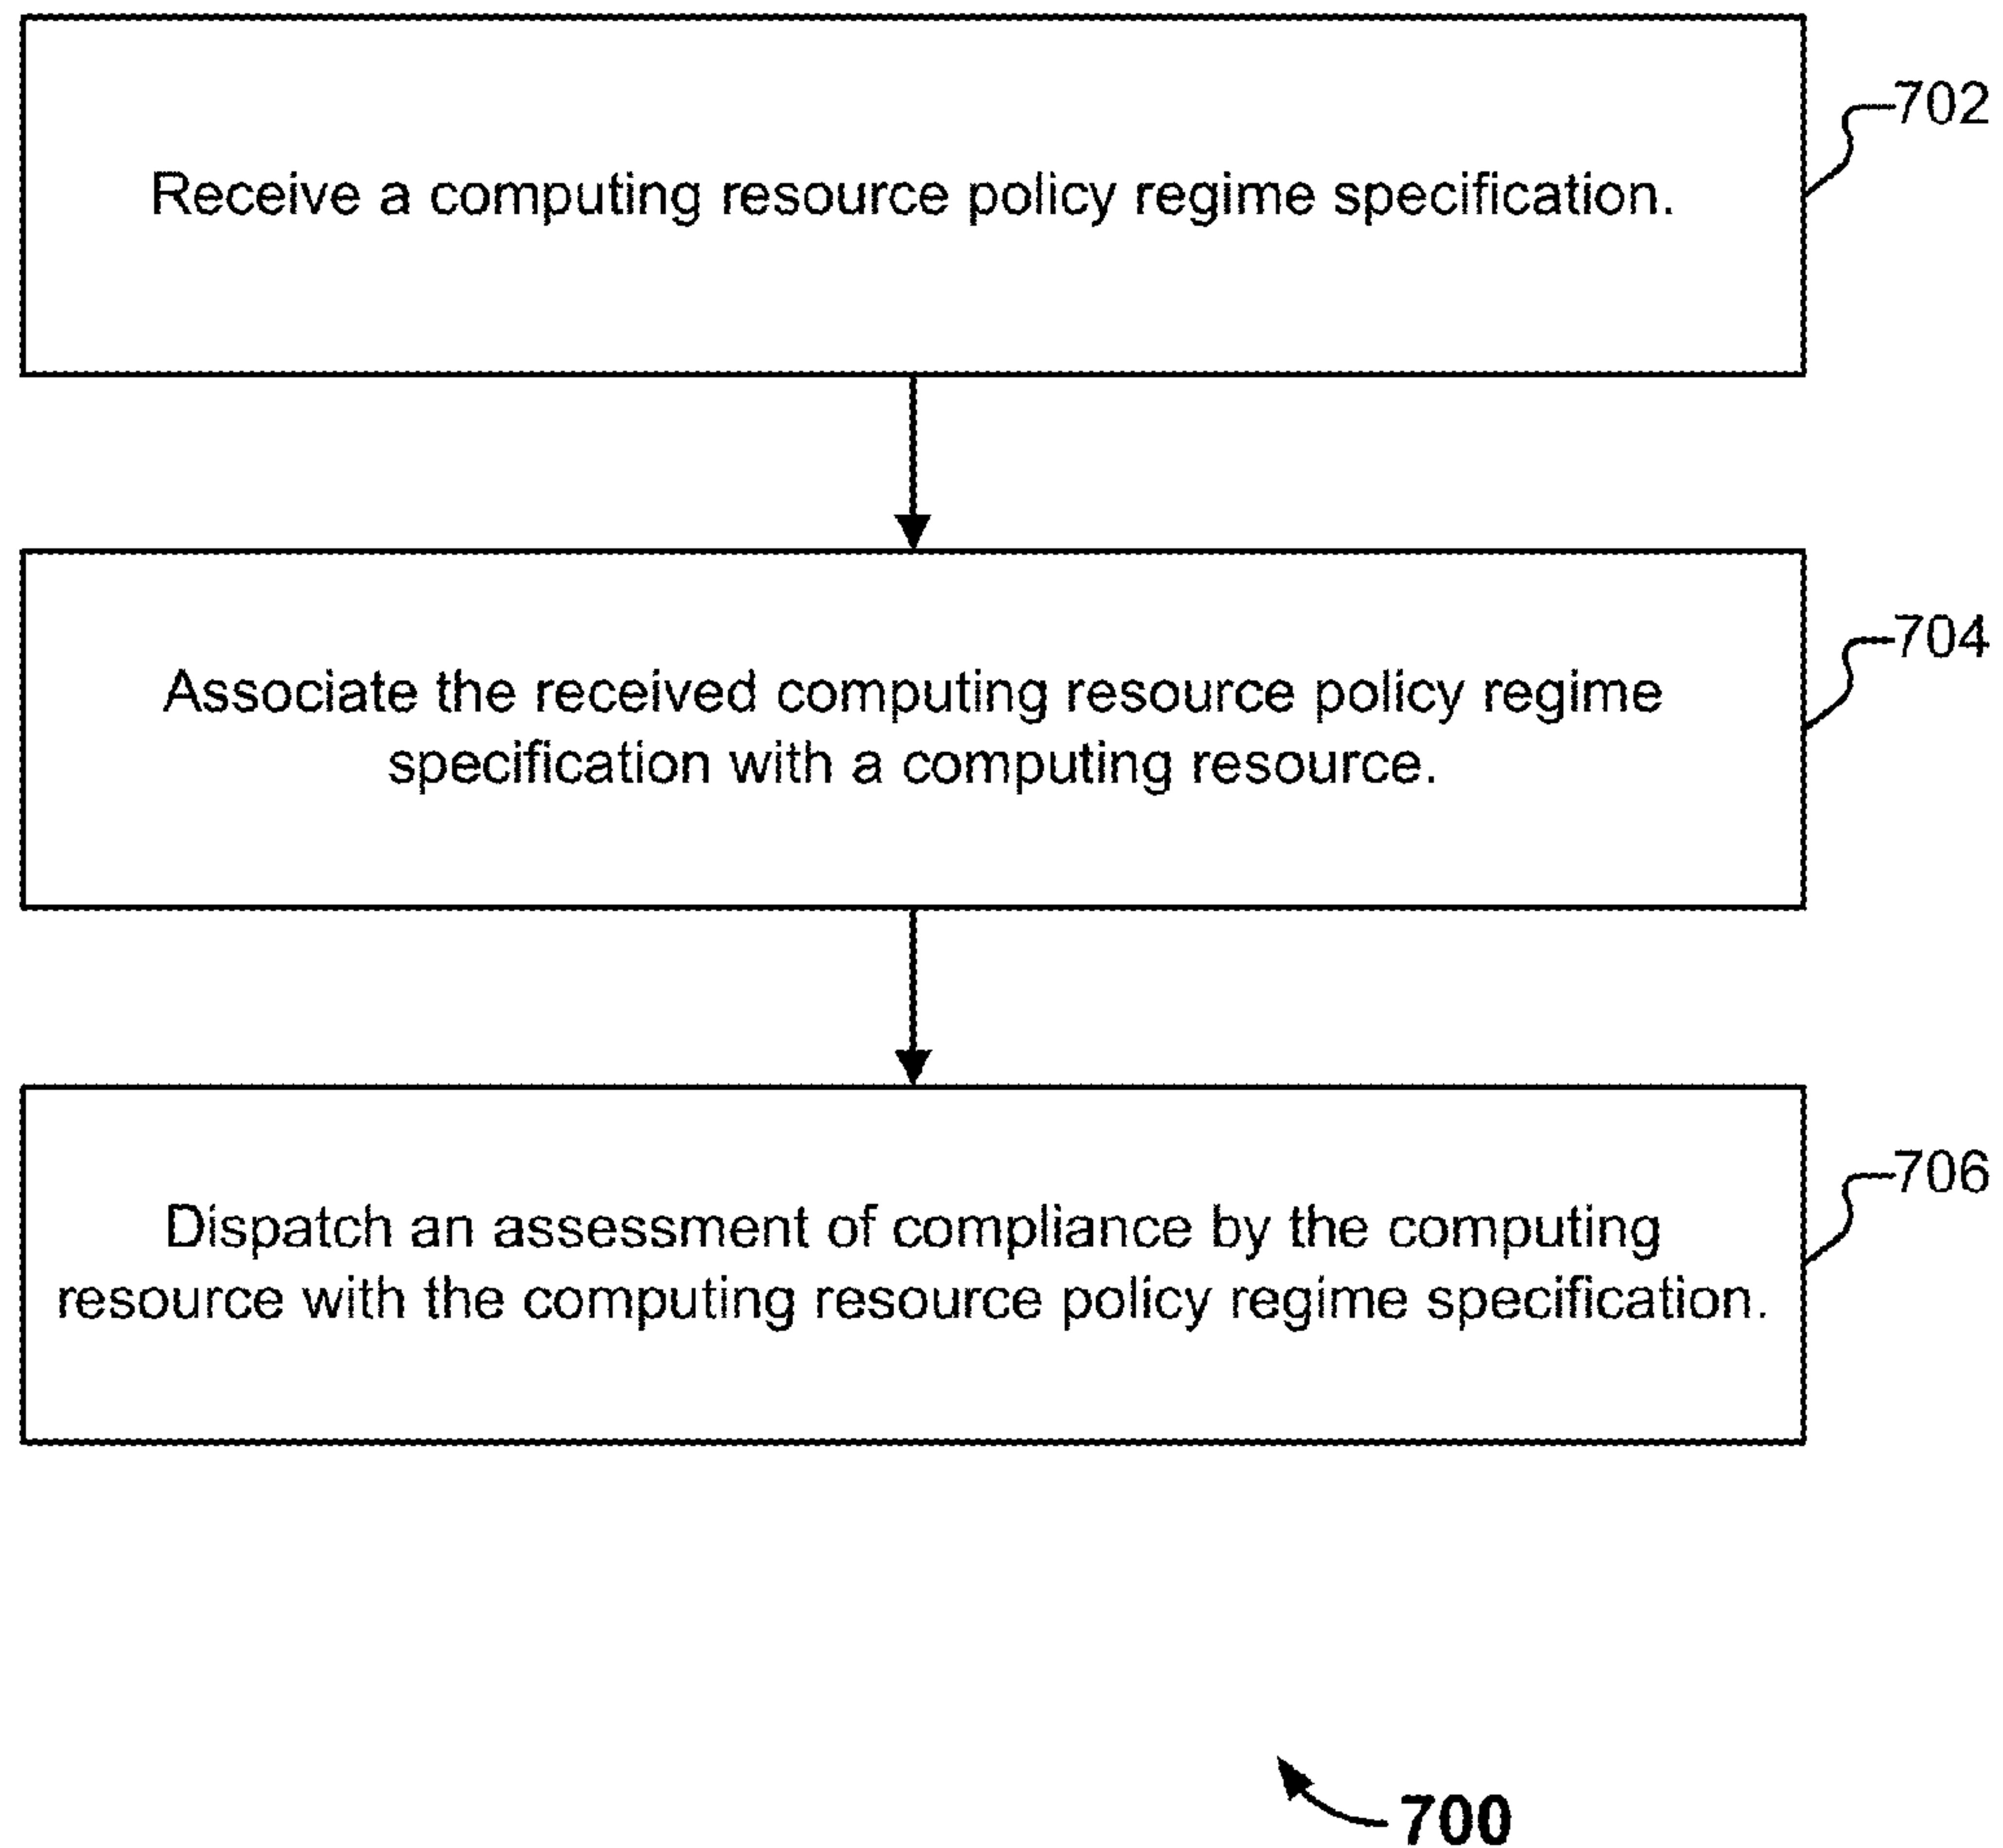 Receive a computing resource policy regime specification.
702
Associate the received computing resource policy regime
specification with a computing resource.
704
Dispatch an assessment of compliance by the computing
resource with the computing resource policy regime specification.
706
700